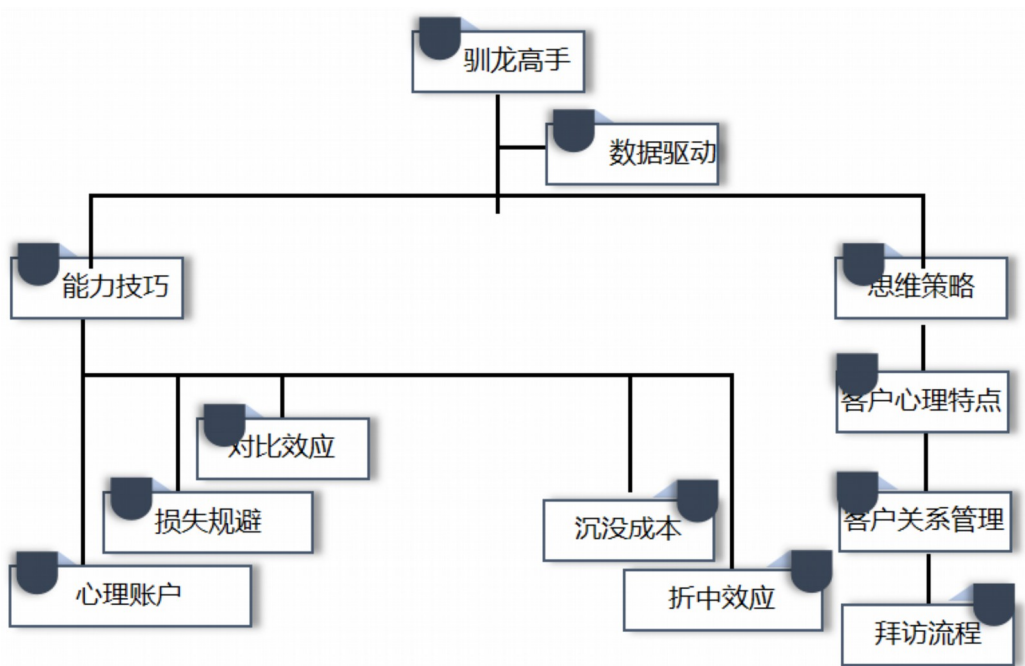 驯龙高手
数据驱动
能力技巧
思维策略
客户心理特点
对比效应
损失规避
沉没成本
客户关系管理
心理账户
折中效应
拜访流程